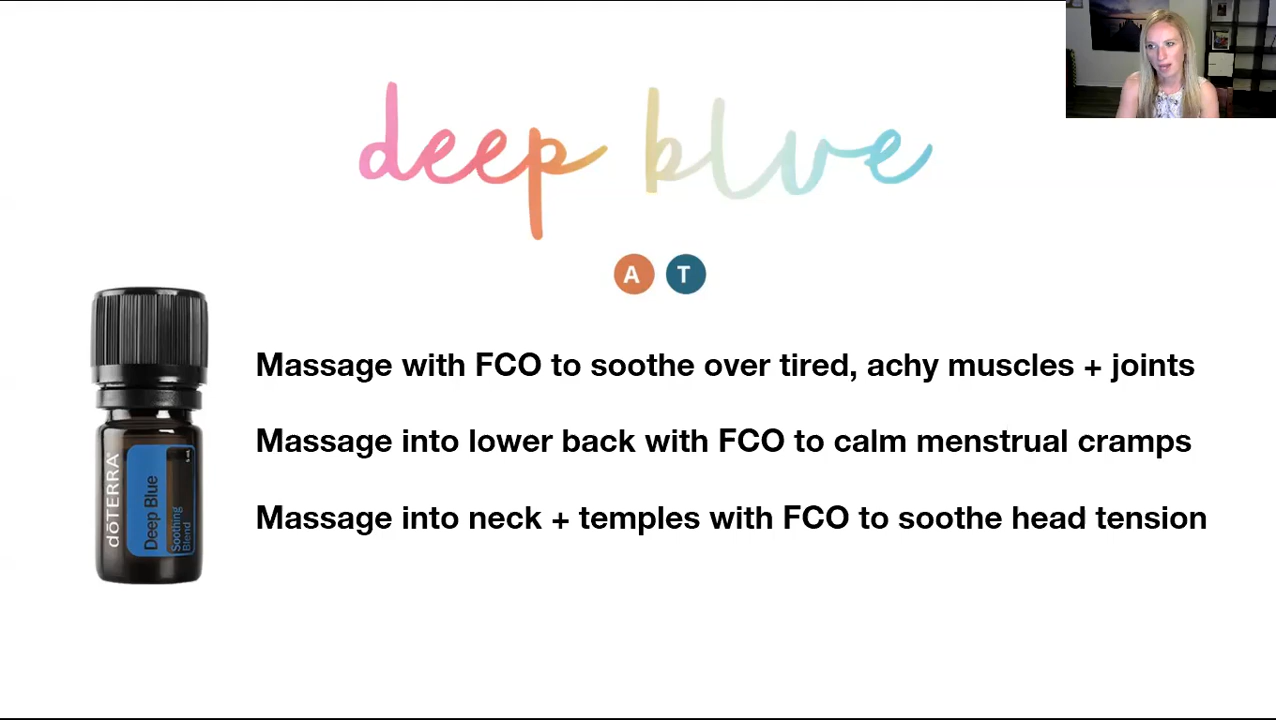 deep blue
A T
Massage with FCO to soothe over tired, achy muscles + joints
Massage into lower back with FCO to calm menstrual cramps
Massage into neck + temples with FCO to soothe head tension
dōTERRA
Deep Blue
Soothing
Blend